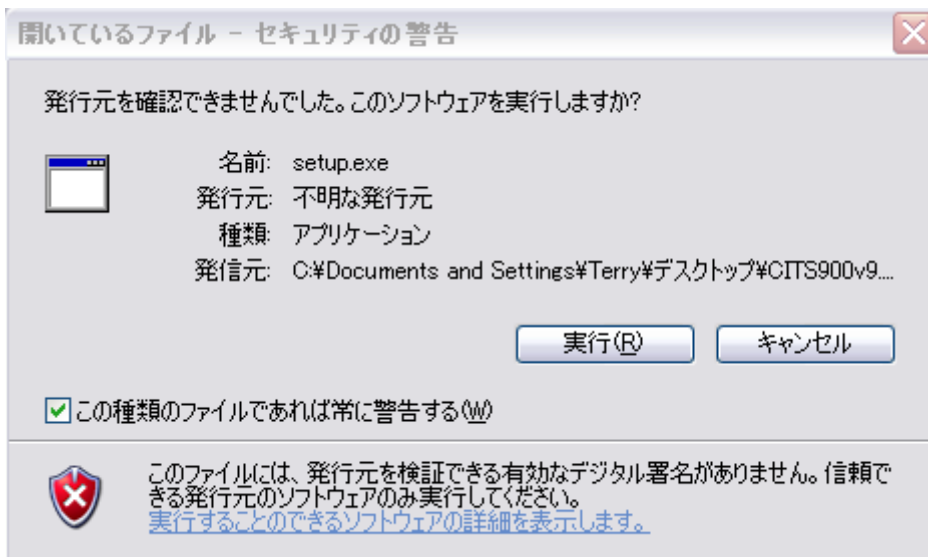 開いているファイル - セキュリティの警告
発行元を確認できませんでした。このソフトウェアを実行しますか?
名前: setup.exe
発行元: 不明な発行元
種類: アプリケーション
発信元: C:¥Documents and Settings¥Terry¥デスクトップ¥CITS900v9....
実行(R) キャンセル
この種類のファイルであれば常に警告する(W)
このファイルには、発行元を検証できる有効なデジタル署名がありません。信頼で
きる発行元のソフトウェアのみ実行してください。
実行することのできるソフトウェアの詳細を表示します。